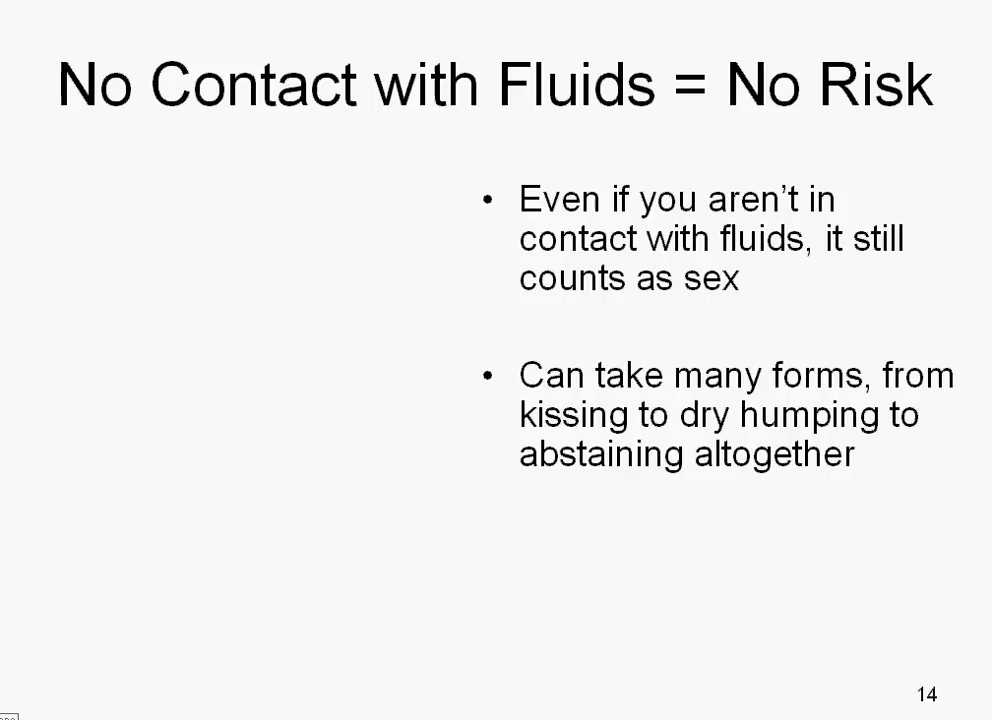 No Contact with Fluids = No Risk
• Even if you aren’t in
contact with fluids, it still
counts as sex
• Can take many forms, from
kissing to dry humping to
abstaining altogether
14